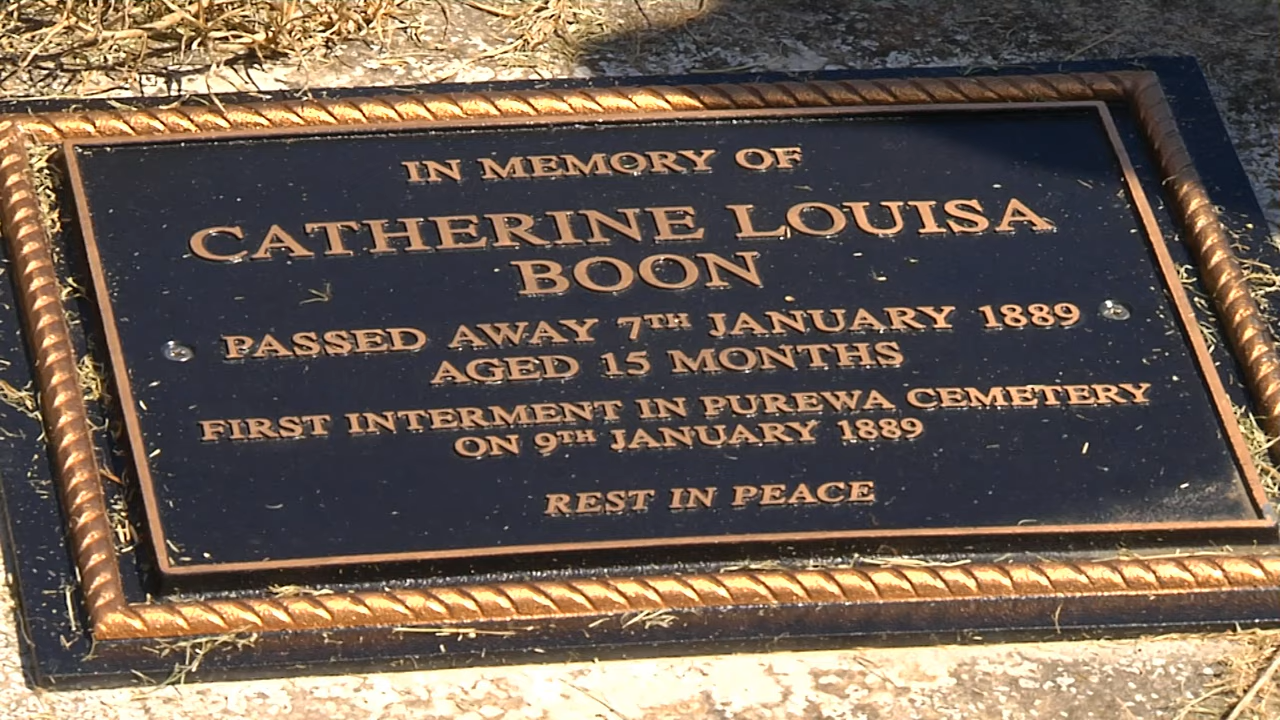 IN MEMORY OF
CATHERINE LOUISA
BOON
PASSED AWAY 7TH JANUARY 1889
AGED 15 MONTHS
FIRST INTERMENT IN PUREWA CEMETERY
ON 9TH JANUARY 1889
REST IN PEACE